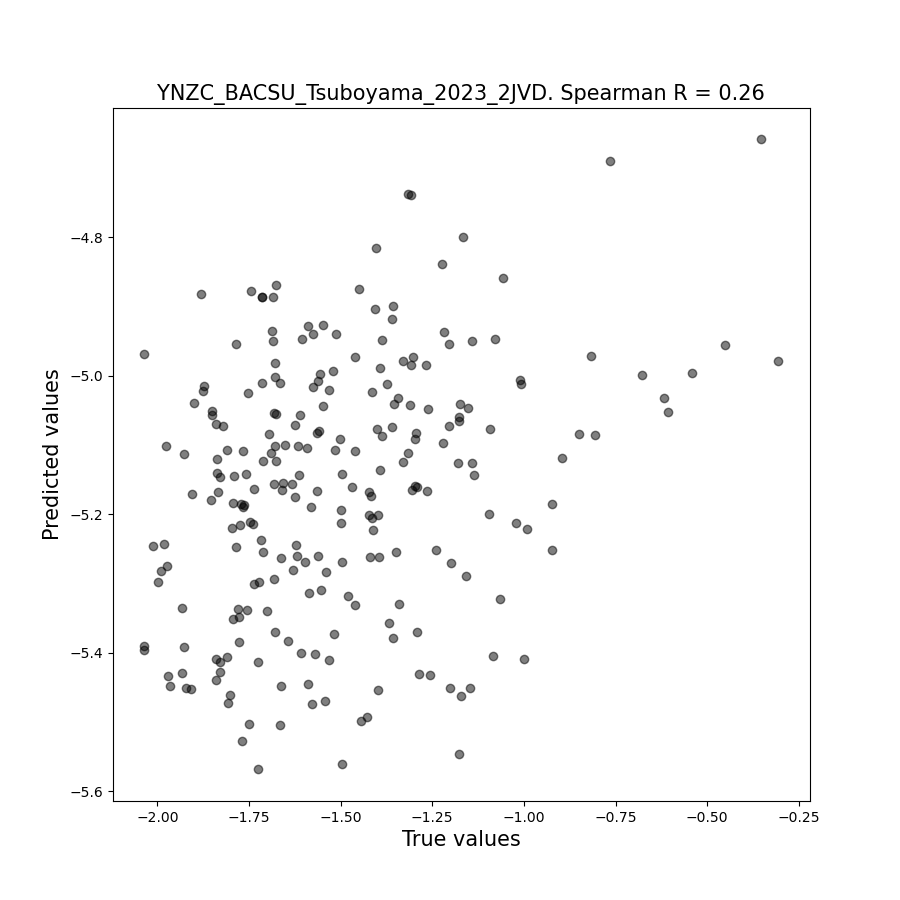 YNZC_BACSU_Tsuboyama_2023_2JVD. Spearman R = 0.26
Predicted values
−4.8
−5.0
−5.2
−5.4
−5.6
−2.00 −1.75 −1.50 −1.25 −1.00 −0.75 −0.50 −0.25
True values